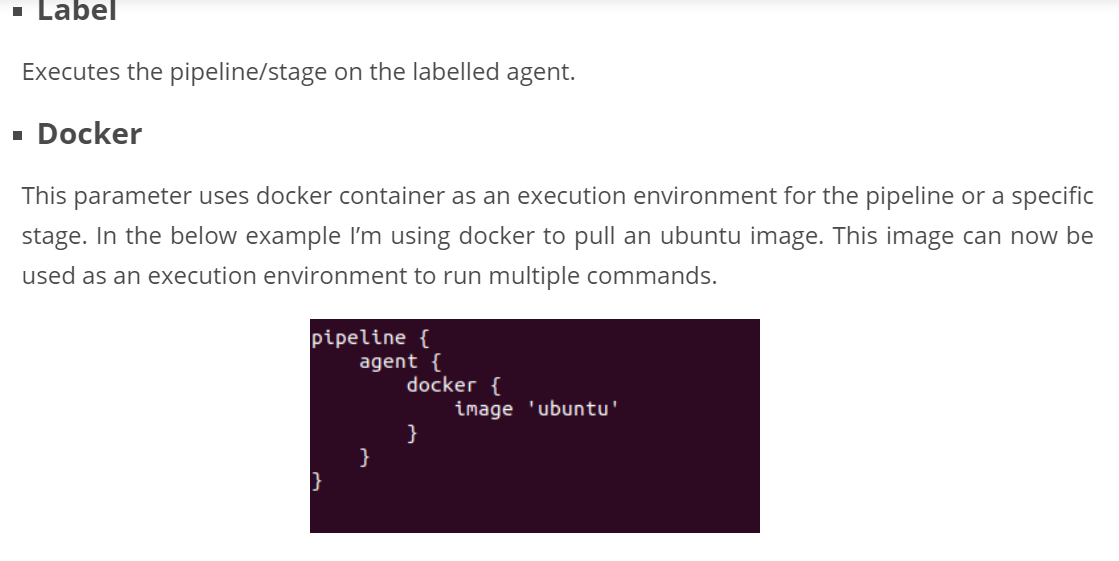 ▪ Label
Executes the pipeline/stage on the labelled agent.
▪ Docker
This parameter uses docker container as an execution environment for the pipeline or a specific
stage. In the below example I’m using docker to pull an ubuntu image. This image can now be
used as an execution environment to run multiple commands.
pipeline {
    agent {
        docker {
            image 'ubuntu'
        }
    }
}